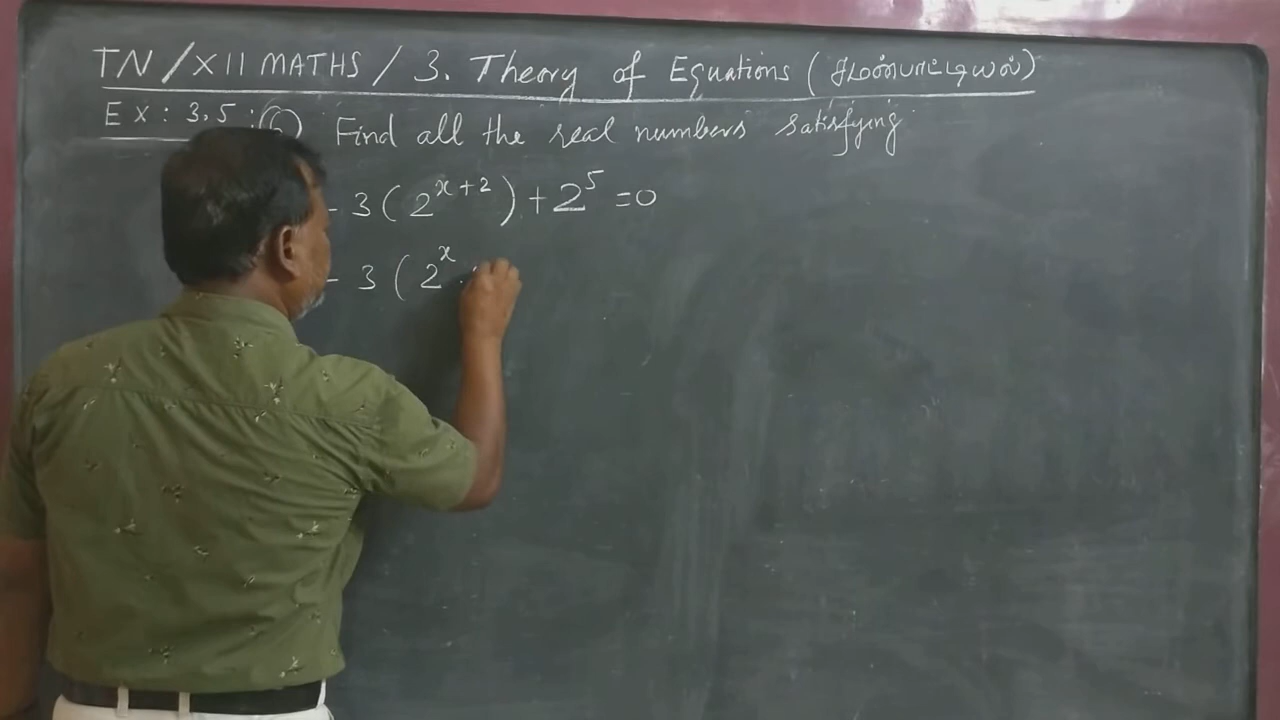 TN / XII MATHS / 3. Theory of Equations (சமன்பாட்டியல்)
Ex : 3.5 : Find all the real numbers satisfying
- 3 ( 2^{x+2} ) + 2^5 = 0
- 3 ( 2^x .